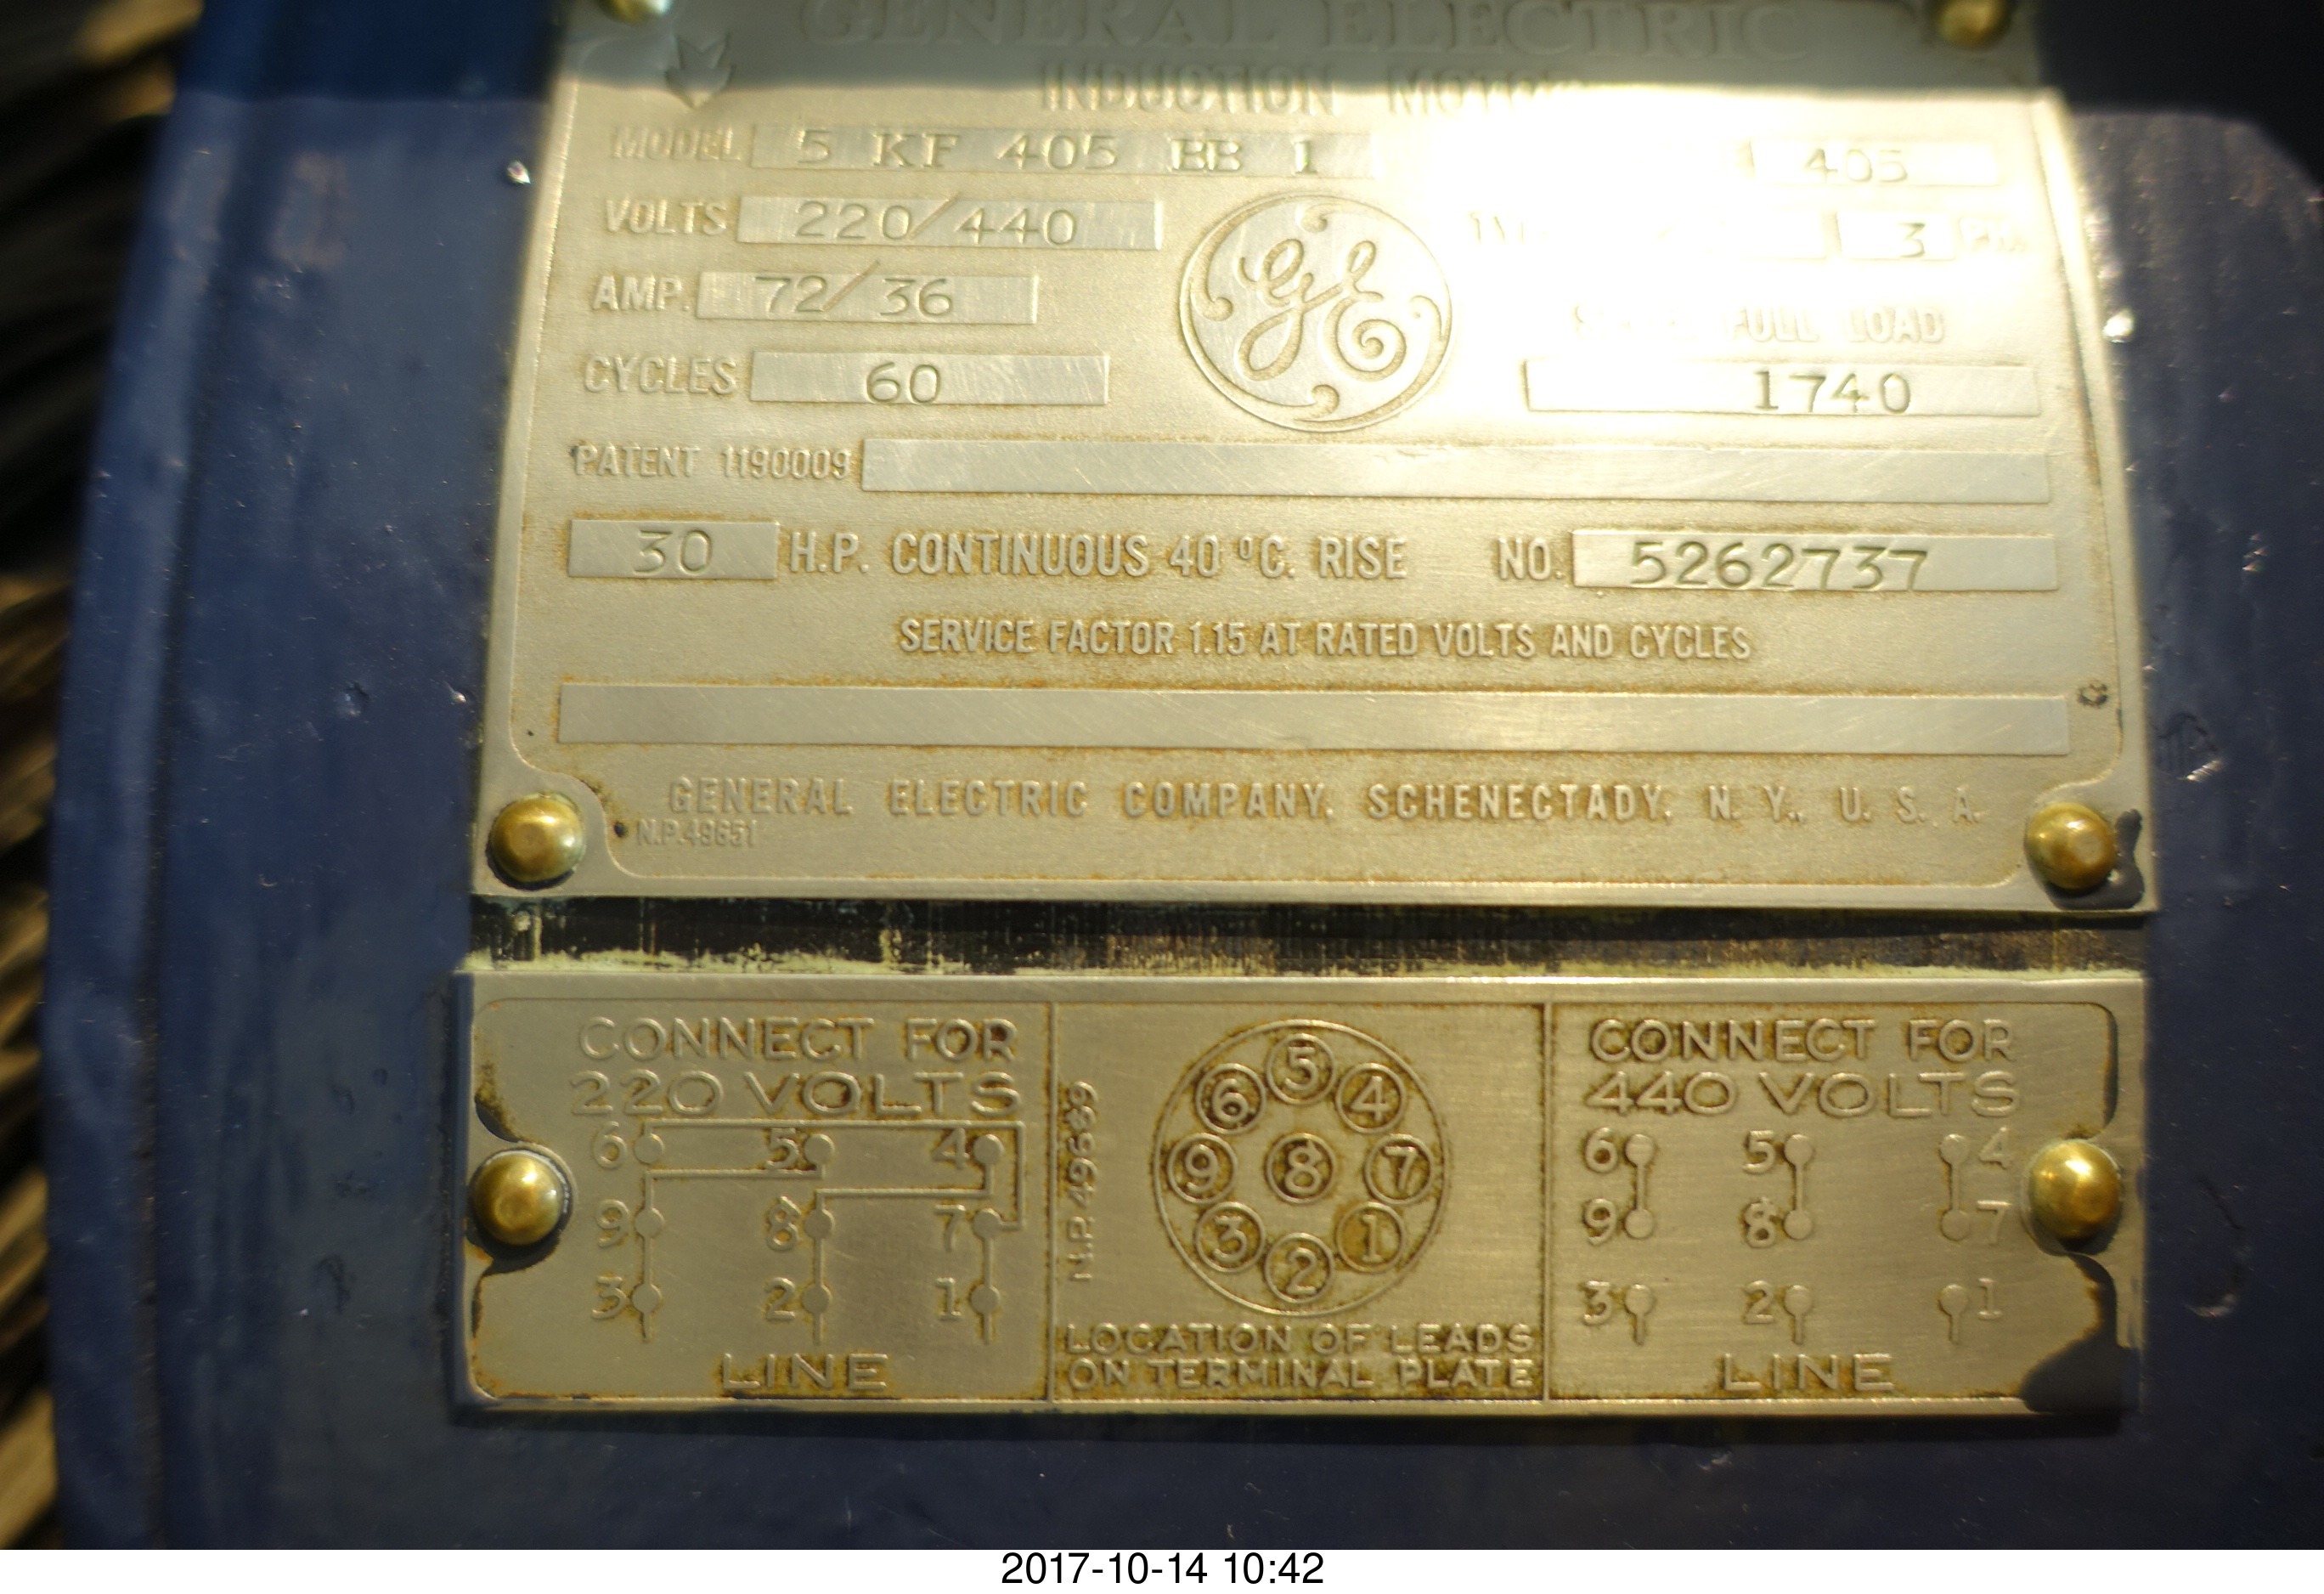 GENERAL ELECTRIC
INDUCTION MOTOR
MODEL 5 KF 405 BB 1 405
VOLTS 220/440 3 PH.
AMP. 72/36 FULL LOAD
GE
CYCLES 60 1740
PATENT 1190009
30 H.P. CONTINUOUS 40 °C. RISE NO. 5262737
SERVICE FACTOR 1.15 AT RATED VOLTS AND CYCLES
GENERAL ELECTRIC COMPANY, SCHENECTADY, N. Y., U. S. A.
N.P.49651
CONNECT FOR
220 VOLTS
6 5 4
9 8 7
3 2 1
LINE
N.P. 49639
5
6 4
9 8 7
3 1
2
LOCATION OF LEADS
ON TERMINAL PLATE
CONNECT FOR
440 VOLTS
6 5 4
9 8 7
3 2 1
LINE
2017-10-14 10:42